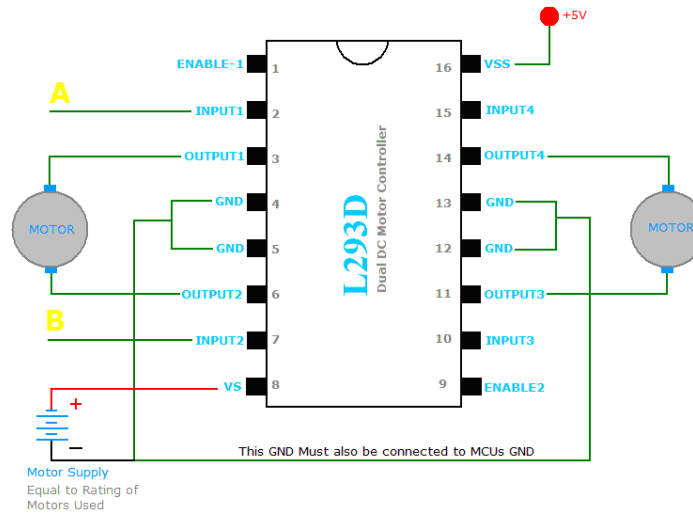 +5V
ENABLE-1 1 16 VSS
A
INPUT1 2 15 INPUT4
OUTPUT1 3 14 OUTPUT4
GND 4 13 GND
MOTOR
L293D
Dual DC Motor Controller
MOTOR
GND 5 12 GND
OUTPUT2 6 11 OUTPUT3
B
INPUT2 7 10 INPUT3
VS 8 9 ENABLE2
+
−
This GND Must also be connected to MCUs GND
Motor Supply
Equal to Rating of
Motors Used